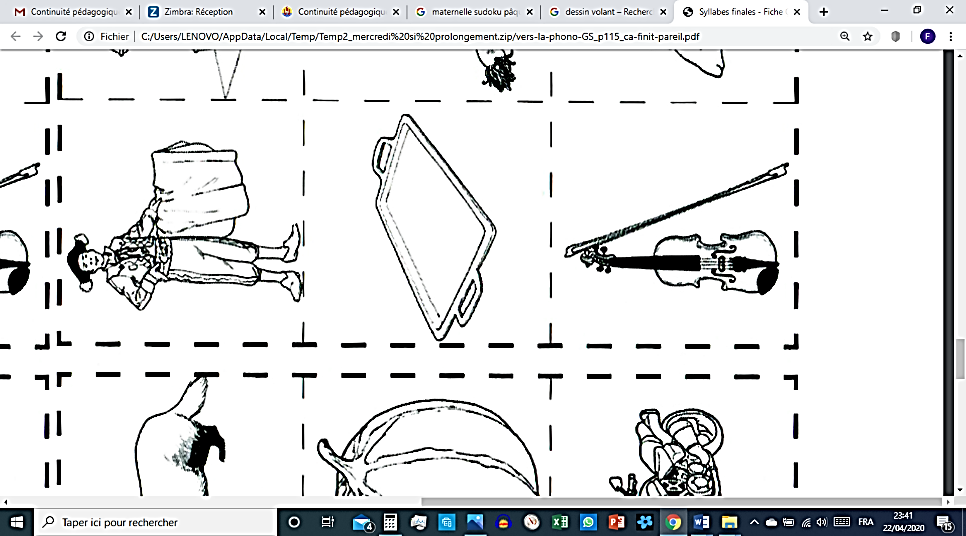 Continuité pédagogiqu
Zimbra: Réception
Continuité pédagogiqu
maternelle sudoku pâq
dessin volant – Recherc
Syllabes finales - Fiche
Fichier | C:/Users/LENOVO/AppData/Local/Temp/Temp2_mercredi%20si%20prolongement.zip/vers-la-phono-GS_p115_ca-finit-pareil.pdf
F
Taper ici pour rechercher
4
FRA
23:41
22/04/2020
15